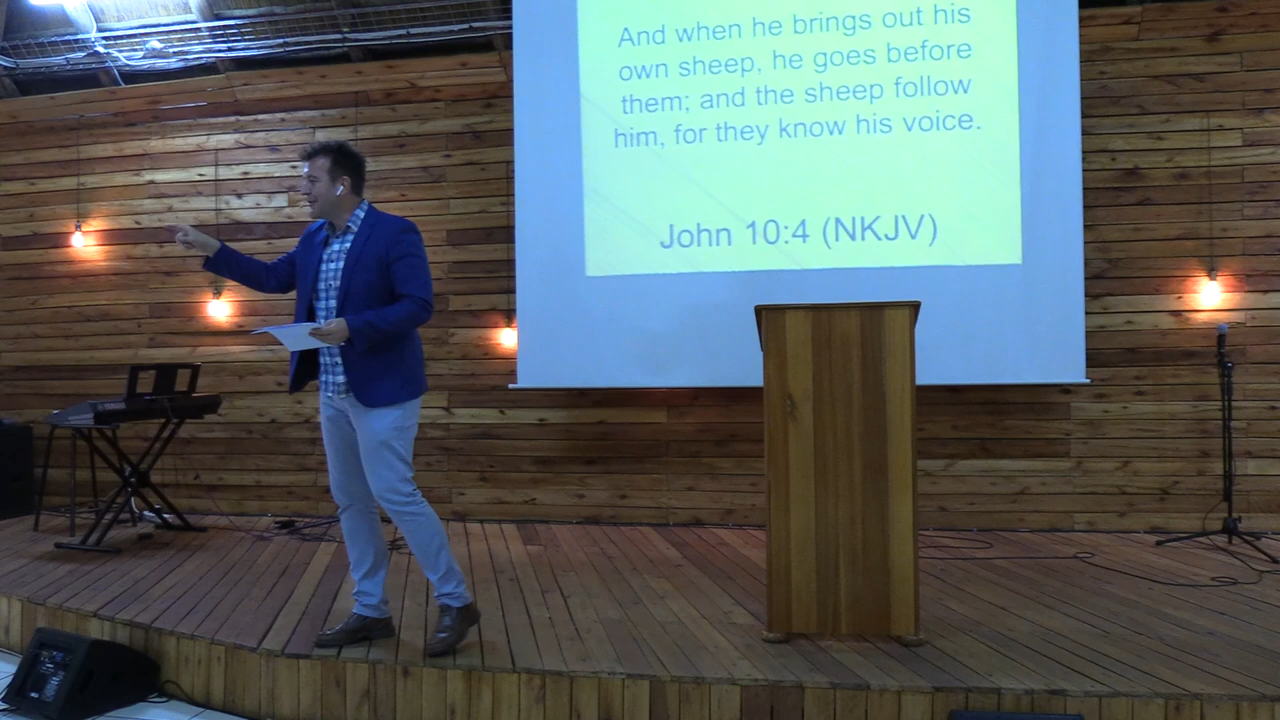 And when he brings out his
own sheep, he goes before
them; and the sheep follow
him, for they know his voice.
John 10:4 (NKJV)